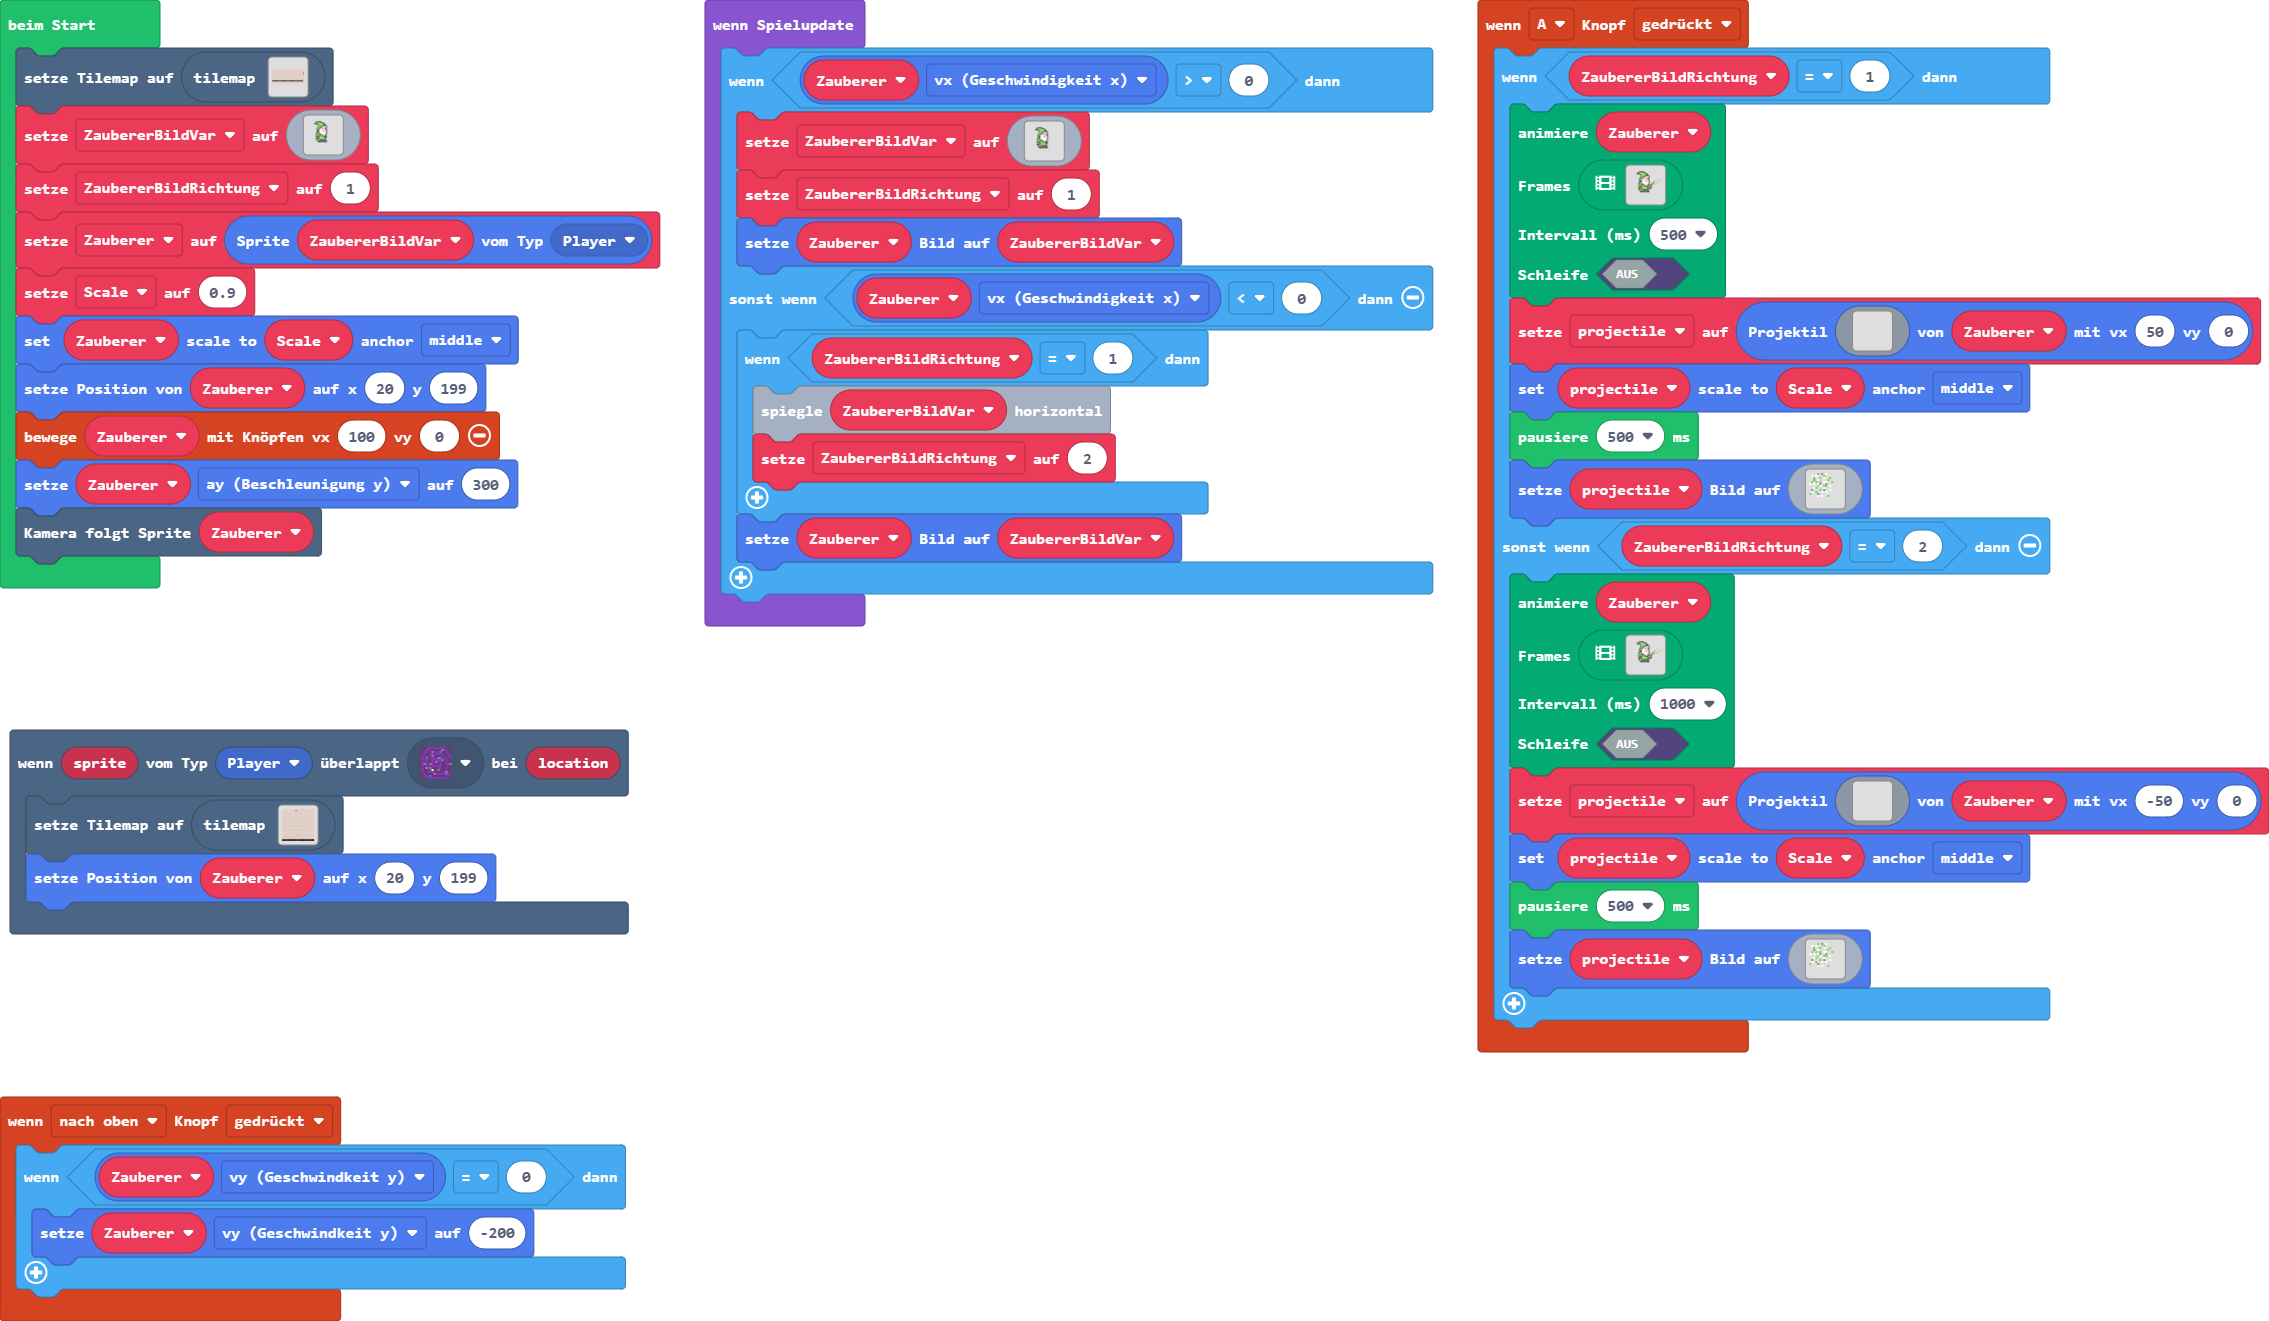 beim Start
setze Tilemap auf tilemap
setze ZaubererBildVar auf
setze ZaubererBildRichtung auf 1
setze Zauberer auf Sprite ZaubererBildVar vom Typ Player
setze Scale auf 0.9
set Zauberer scale to Scale anchor middle
setze Position von Zauberer auf x 20 y 199
bewege Zauberer mit Knöpfen vx 100 vy 0
setze Zauberer ay (Beschleunigung y) auf 300
Kamera folgt Sprite Zauberer
wenn sprite vom Typ Player überlappt bei location
setze Tilemap auf tilemap
setze Position von Zauberer auf x 20 y 199
wenn nach oben Knopf gedrückt
wenn Zauberer vy (Geschwindkeit y) = 0 dann
setze Zauberer vy (Geschwindkeit y) auf -200
wenn Spielupdate
wenn Zauberer vx (Geschwindigkeit x) > 0 dann
setze ZaubererBildVar auf
setze ZaubererBildRichtung auf 1
setze Zauberer Bild auf ZaubererBildVar
sonst wenn Zauberer vx (Geschwindigkeit x) < 0 dann
wenn ZaubererBildRichtung = 1 dann
spiegle ZaubererBildVar horizontal
setze ZaubererBildRichtung auf 2
setze Zauberer Bild auf ZaubererBildVar
wenn A Knopf gedrückt
wenn ZaubererBildRichtung = 1 dann
animiere Zauberer
Frames
Intervall (ms) 500
Schleife AUS
setze projectile auf Projektil von Zauberer mit vx 50 vy 0
set projectile scale to Scale anchor middle
pausiere 500 ms
setze projectile Bild auf
sonst wenn ZaubererBildRichtung = 2 dann
animiere Zauberer
Frames
Intervall (ms) 1000
Schleife AUS
setze projectile auf Projektil von Zauberer mit vx -50 vy 0
set projectile scale to Scale anchor middle
pausiere 500 ms
setze projectile Bild auf